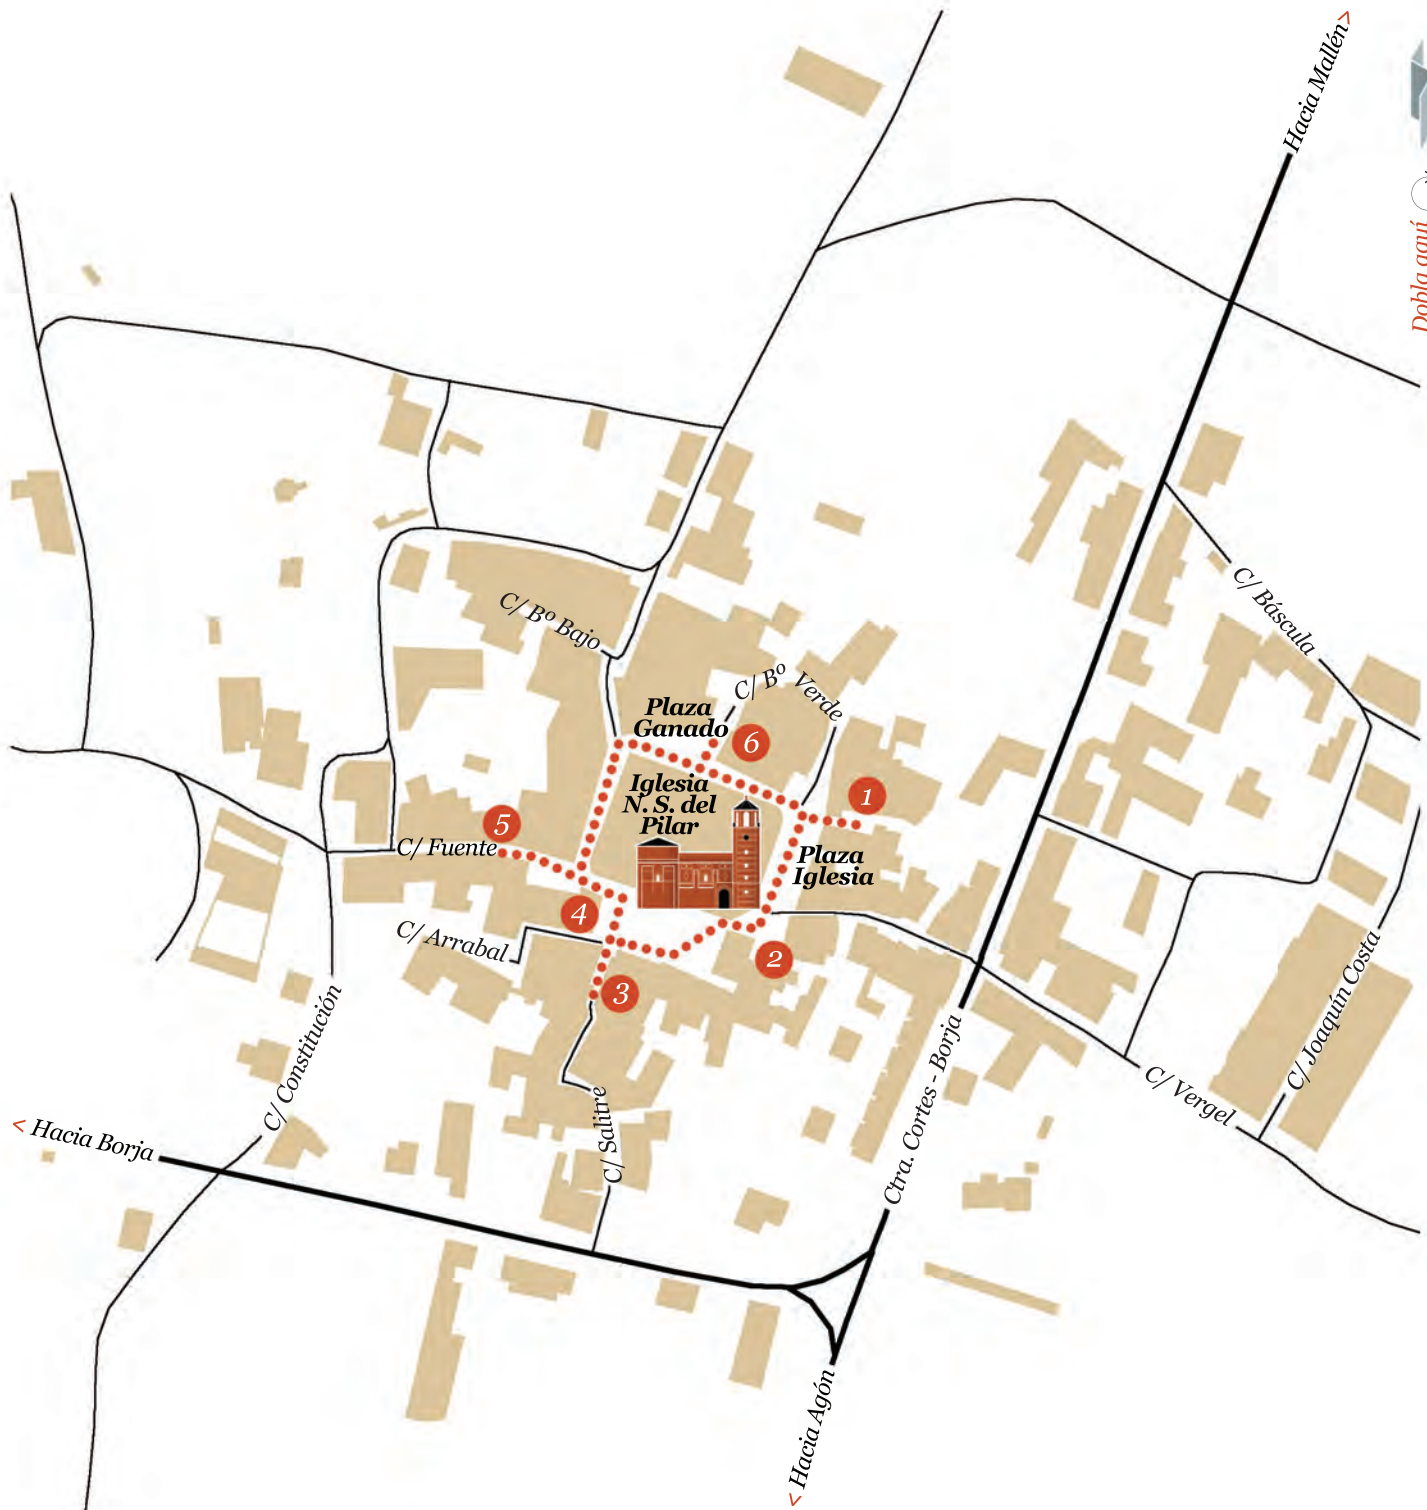 Hacia Mallén >
Dobla aquí
C/ Báscula
C/ Bº Bajo
C/ Bº Verde
Plaza
Ganado
6
Iglesia
N. S. del
Pilar
1
5
C/ Fuente
Plaza
Iglesia
4
C/ Arrabal
2
3
C/ Constitución
C/ Joaquín Costa
Ctra. Cortes - Borja
C/ Vergel
C/ Salitre
< Hacia Borja
< Hacia Agón